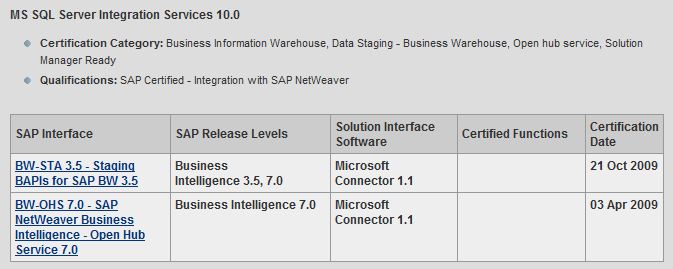 MS SQL Server Integration Services 10.0
Certification Category: Business Information Warehouse, Data Staging - Business Warehouse, Open hub service, Solution
Manager Ready
Qualifications: SAP Certified - Integration with SAP NetWeaver
SAP Interface
SAP Release Levels
Solution Interface
Software
Certified Functions
Certification
Date
BW-STA 3.5 - Staging
BAPIs for SAP BW 3.5
Business
Intelligence 3.5, 7.0
Microsoft
Connector 1.1
21 Oct 2009
BW-OHS 7.0 - SAP
NetWeaver Business
Intelligence - Open Hub
Service 7.0
Business Intelligence 7.0
Microsoft
Connector 1.1
03 Apr 2009